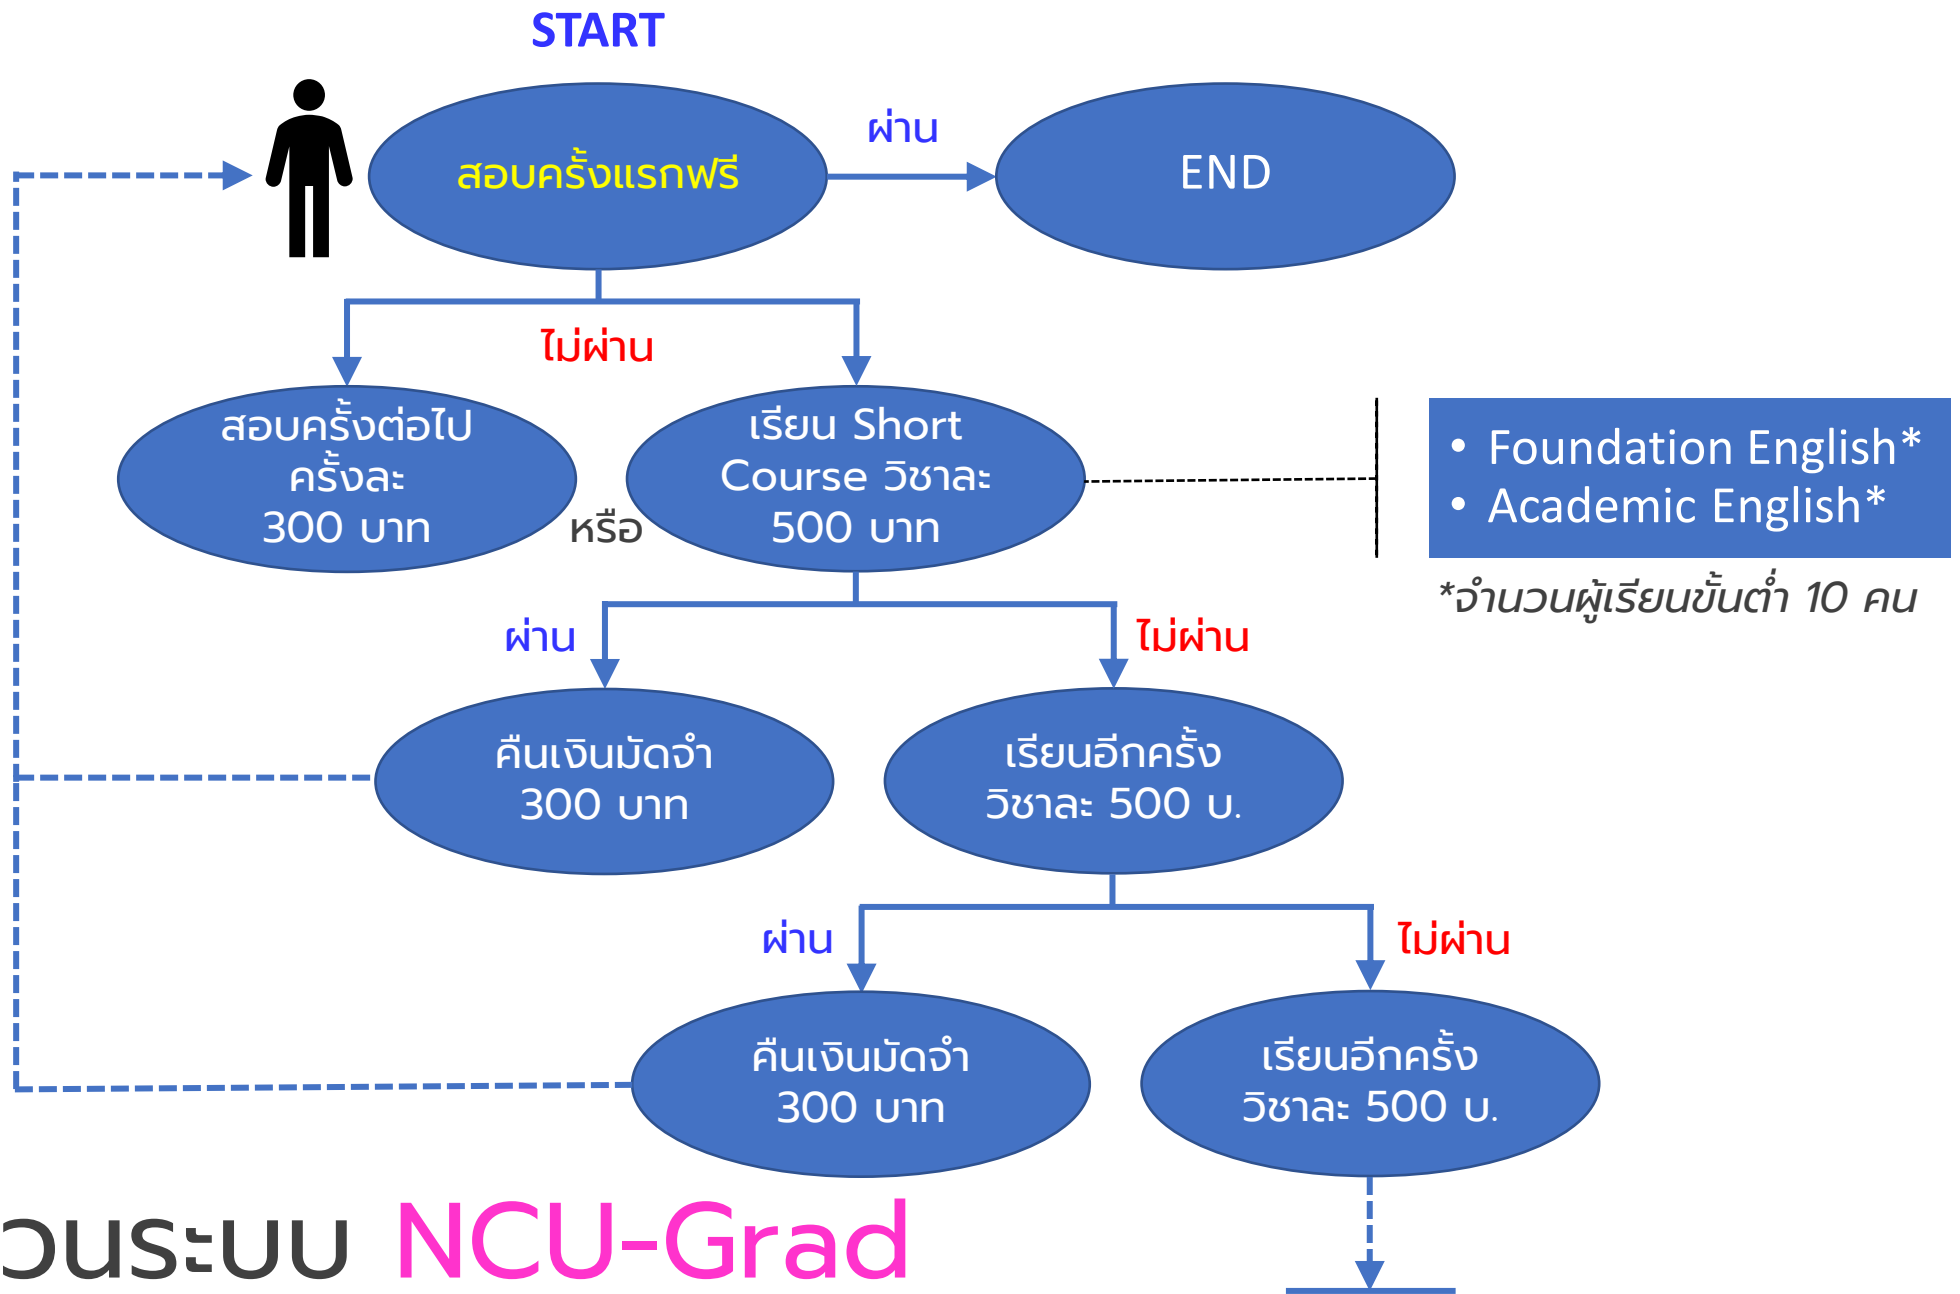 START
สอบครั้งแรกฟรี
ผ่าน
END
ไม่ผ่าน
สอบครั้งต่อไป
ครั้งละ
300 บาท
หรือ
เรียน Short
Course วิชาละ
500 บาท
• Foundation English*
• Academic English*
*จำนวนผู้เรียนขั้นต่ำ 10 คน
ผ่าน
ไม่ผ่าน
คืนเงินมัดจำ
300 บาท
เรียนอีกครั้ง
วิชาละ 500 บ.
ผ่าน
ไม่ผ่าน
คืนเงินมัดจำ
300 บาท
เรียนอีกครั้ง
วิชาละ 500 บ.
วนระบบ NCU-Grad